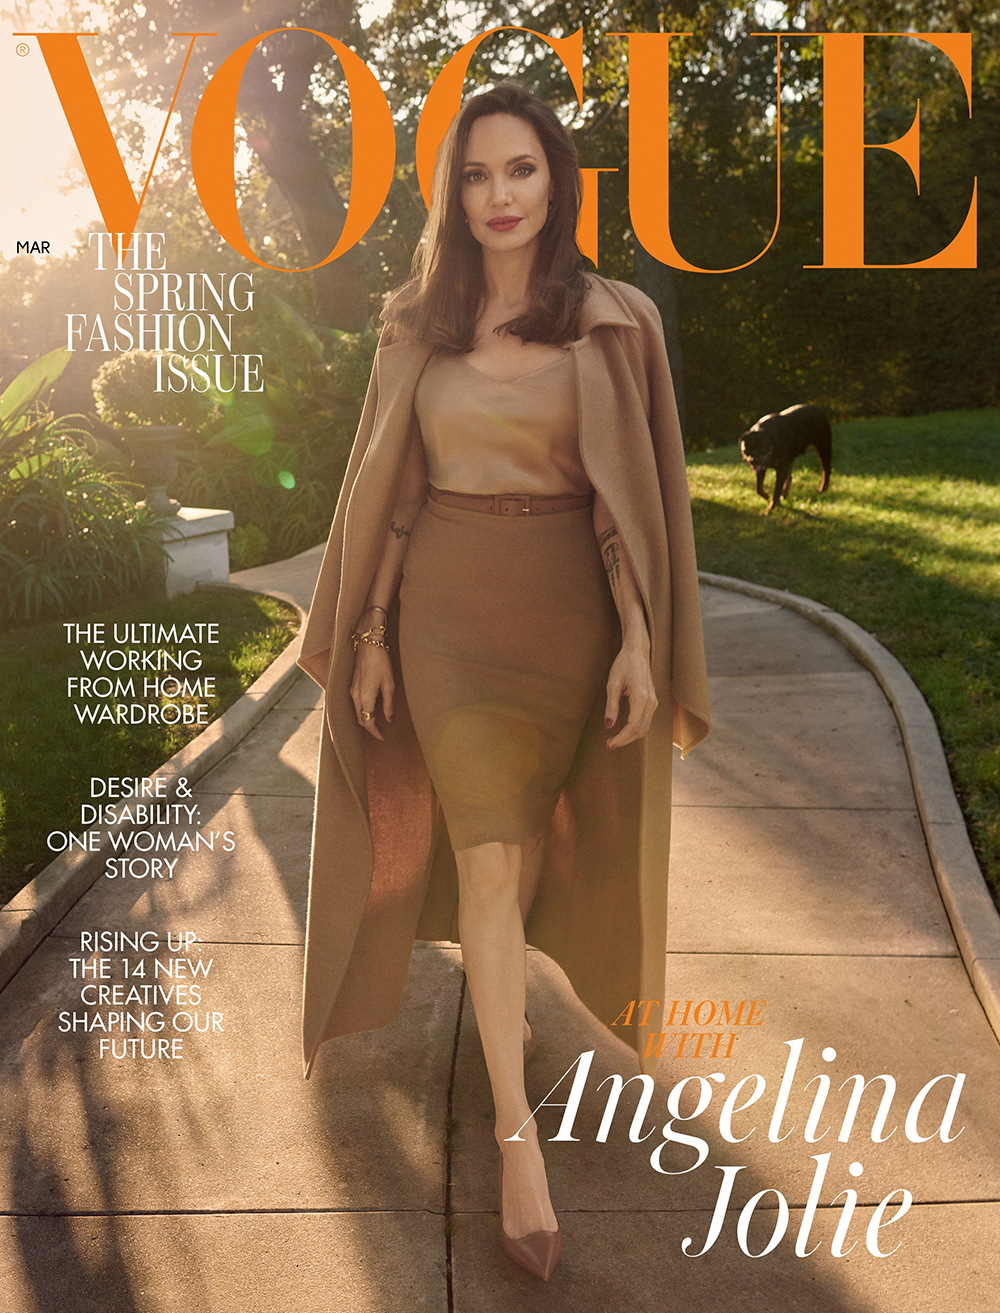 VOGUE
®
MAR
THE
SPRING
FASHION
ISSUE
THE ULTIMATE
WORKING
FROM HOME
WARDROBE
DESIRE &
DISABILITY:
ONE WOMAN'S
STORY
RISING UP:
THE 14 NEW
CREATIVES
SHAPING OUR
FUTURE
AT HOME
WITH
Angelina
Jolie